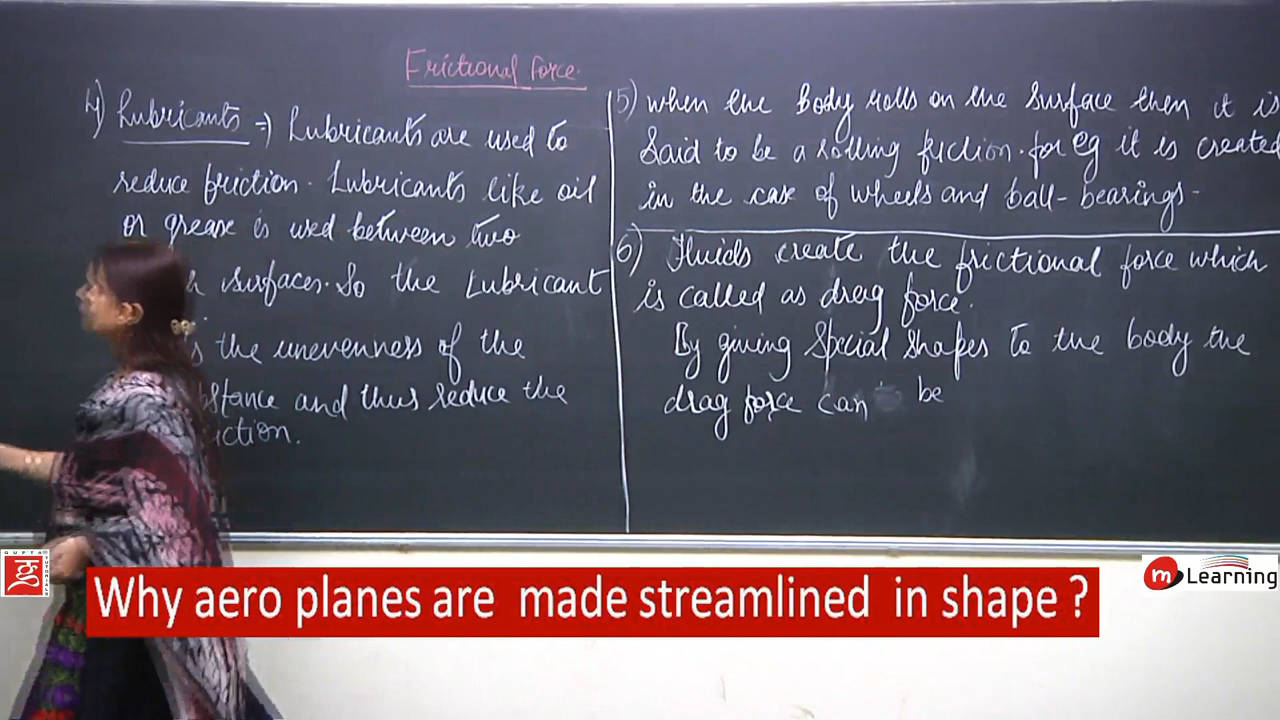 Frictional force.
4) Lubricants → Lubricants are used to
reduce friction. Lubricants like oil
or grease is used between two
surfaces. So the Lubricant
the unevenness of the
and thus reduce the
5) when the body rolls on the surface then it is
said to be a rolling friction. for eg it is created
in the case of wheels and ball-bearings-
6) Fluids create the frictional force which
is called as drag force.
By giving Special shapes to the body the
drag force can be
GUPTA
TUTORIALS
Why aero planes are made streamlined in shape ?
m Learning